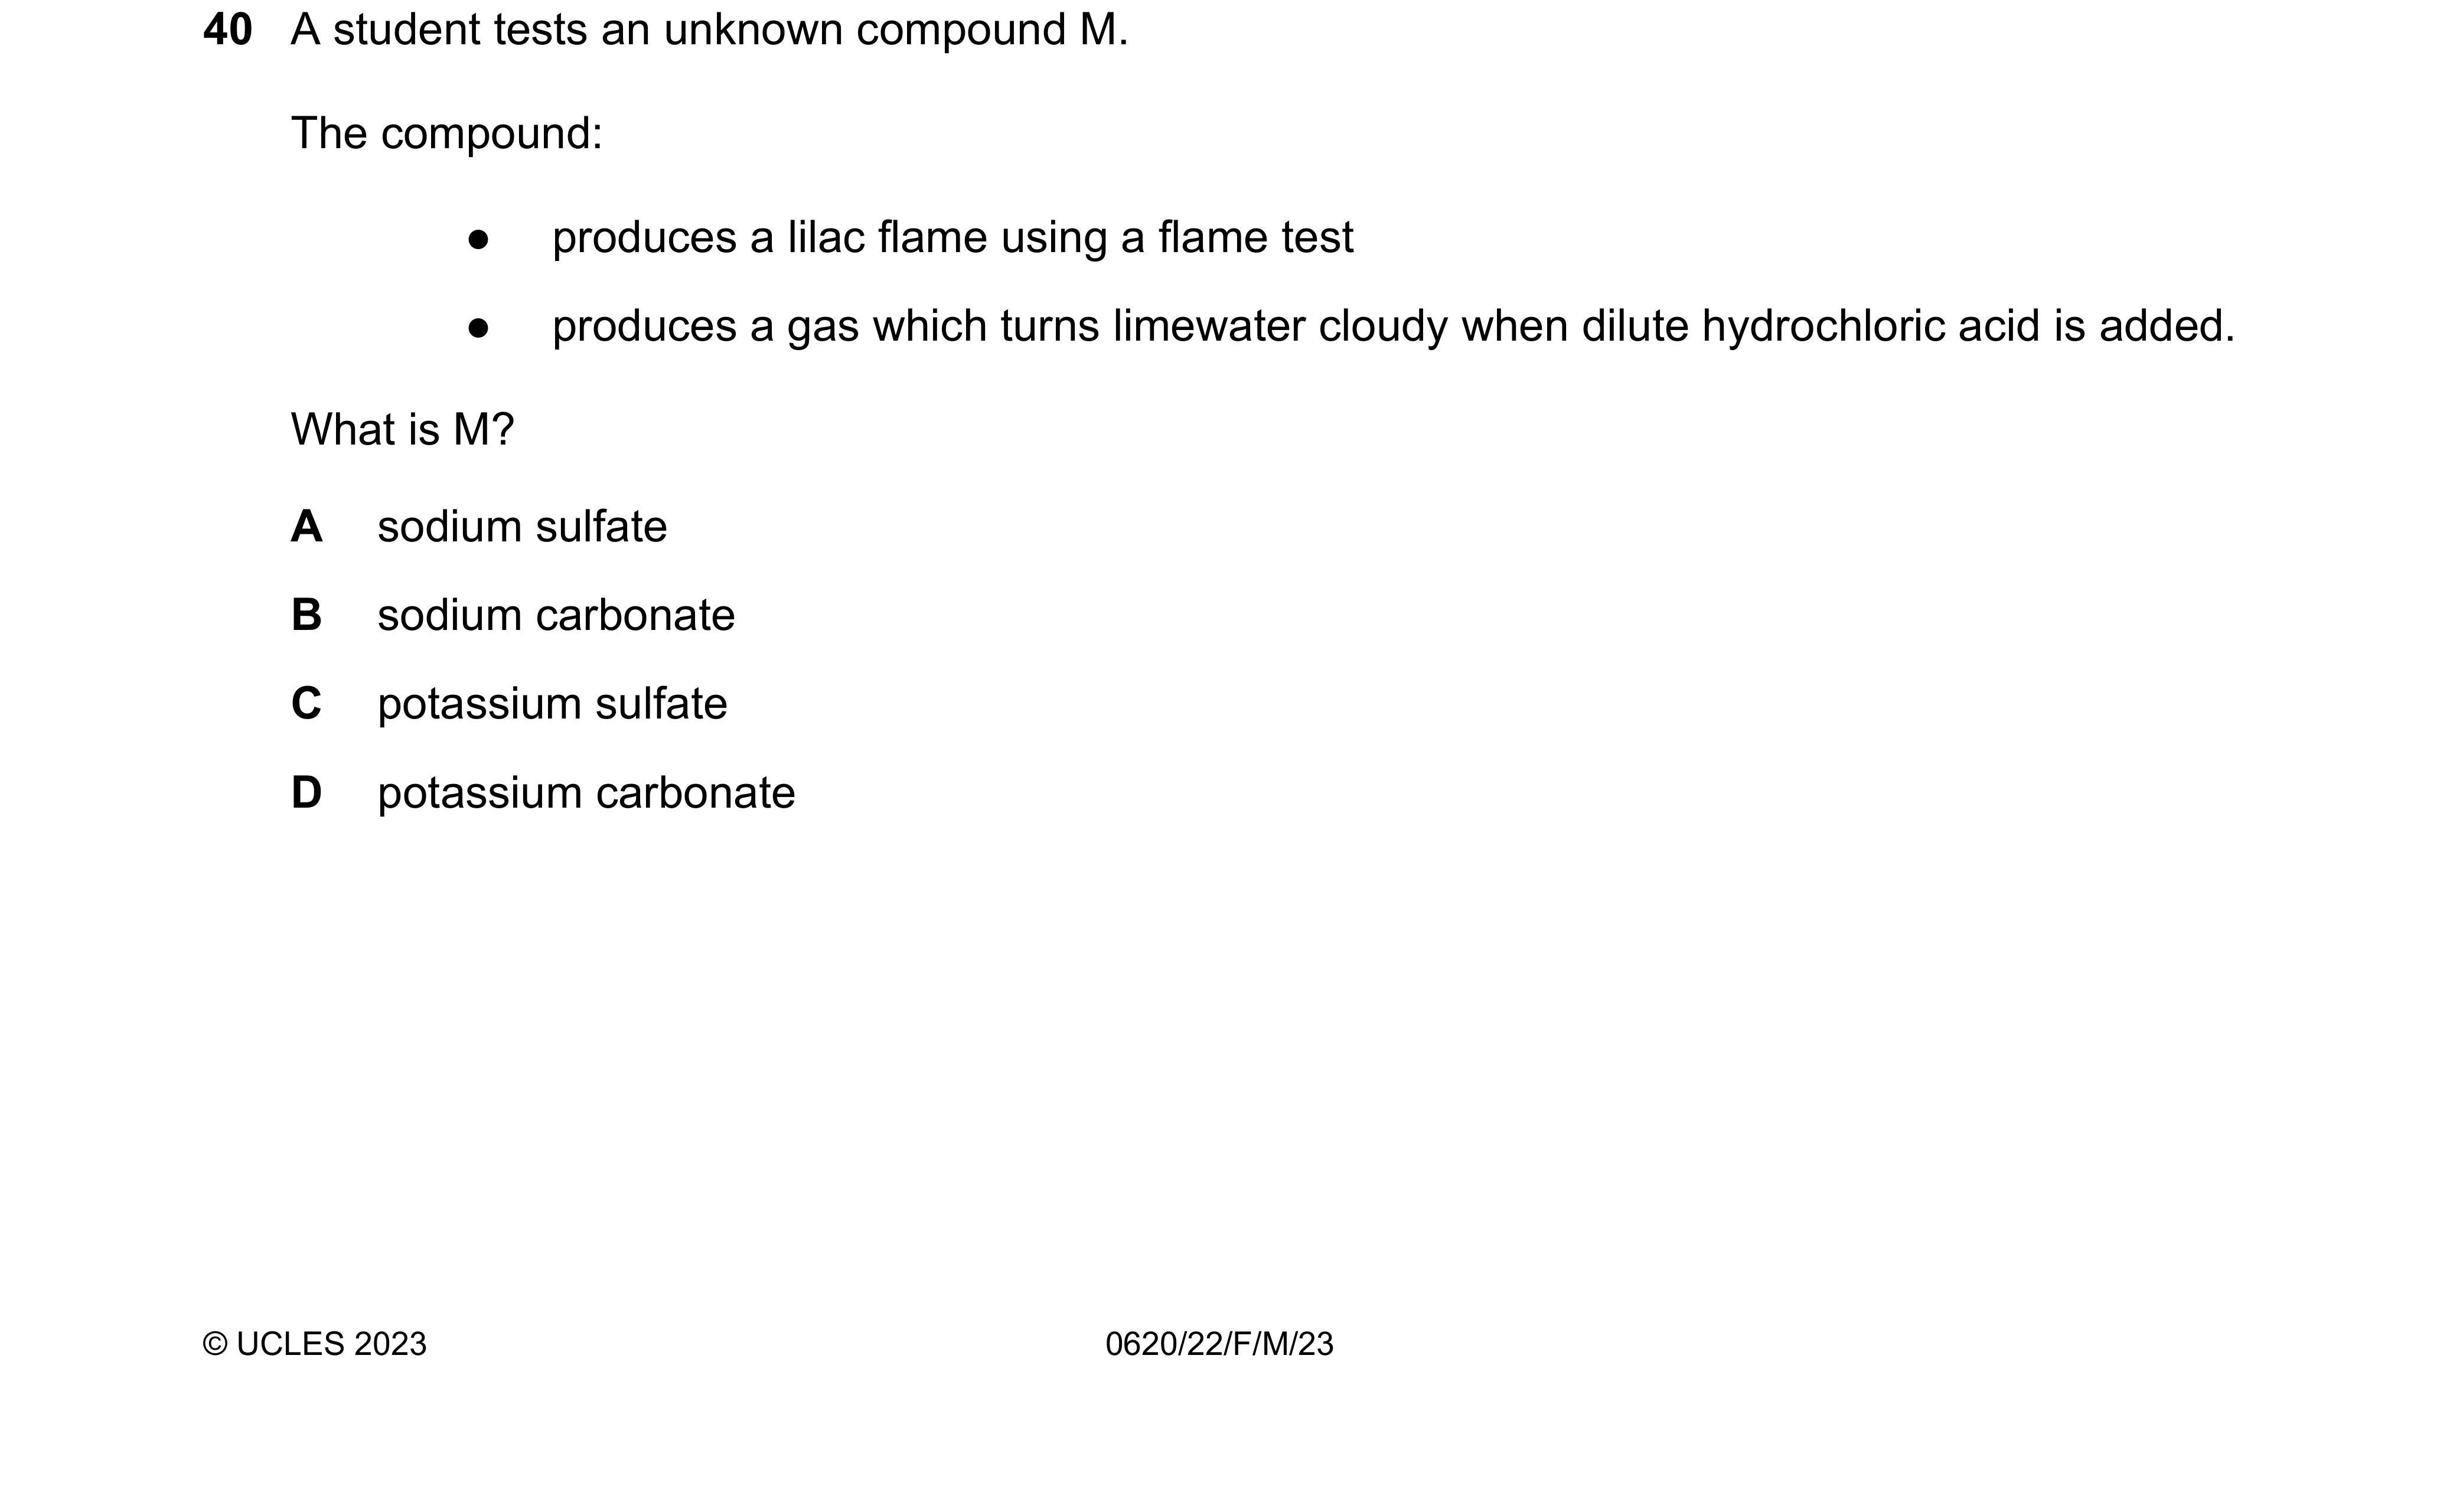 40 A student tests an unknown compound M.
The compound:
● produces a lilac flame using a flame test
● produces a gas which turns limewater cloudy when dilute hydrochloric acid is added.
What is M?
A sodium sulfate
B sodium carbonate
C potassium sulfate
D potassium carbonate
© UCLES 2023 0620/22/F/M/23